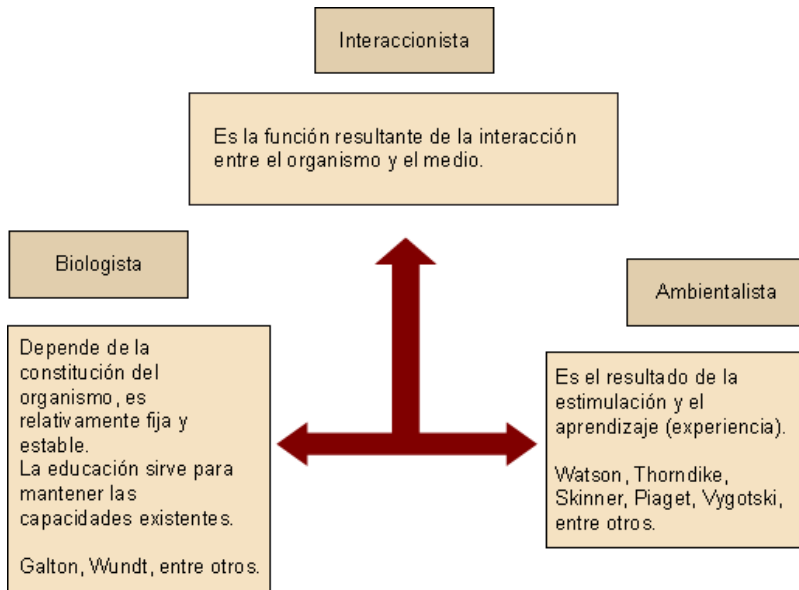 Interaccionista
Es la función resultante de la interacción
entre el organismo y el medio.
Biologista
Depende de la
constitución del
organismo, es
relativamente fija y
estable.
La educación sirve para
mantener las
capacidades existentes.
Galton, Wundt, entre otros.
Ambientalista
Es el resultado de la
estimulación y el
aprendizaje (experiencia).
Watson, Thorndike,
Skinner, Piaget, Vygotski,
entre otros.